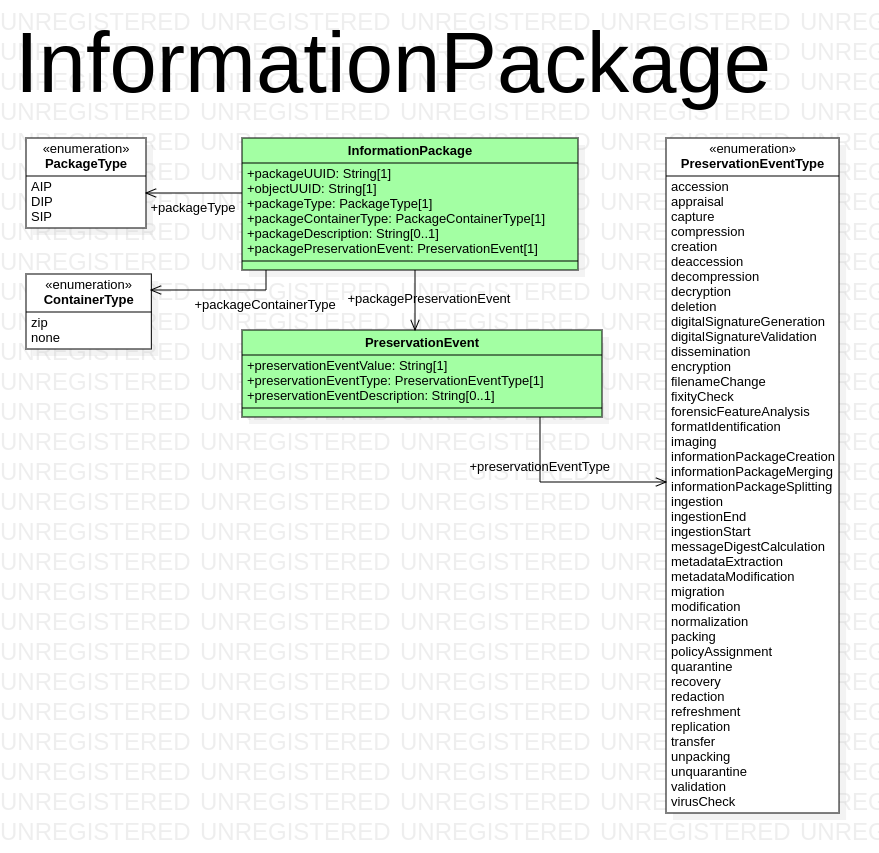 InformationPackage
«enumeration»
PackageType
AIP
DIP
SIP
InformationPackage
+packageUUID: String[1]
+objectUUID: String[1]
+packageType: PackageType[1]
+packageContainerType: PackageContainerType[1]
+packageDescription: String[0..1]
+packagePreservationEvent: PreservationEvent[1]
+packageType
«enumeration»
ContainerType
zip
none
+packageContainerType
+packagePreservationEvent
PreservationEvent
+preservationEventValue: String[1]
+preservationEventType: PreservationEventType[1]
+preservationEventDescription: String[0..1]
+preservationEventType
«enumeration»
PreservationEventType
accession
appraisal
capture
compression
creation
deaccession
decompression
decryption
deletion
digitalSignatureGeneration
digitalSignatureValidation
dissemination
encryption
filenameChange
fixityCheck
forensicFeatureAnalysis
formatIdentification
imaging
informationPackageCreation
informationPackageMerging
informationPackageSplitting
ingestion
ingestionEnd
ingestionStart
messageDigestCalculation
metadataExtraction
metadataModification
migration
modification
normalization
packing
policyAssignment
quarantine
recovery
redaction
refreshment
replication
transfer
unpacking
unquarantine
validation
virusCheck
UNREGISTERED